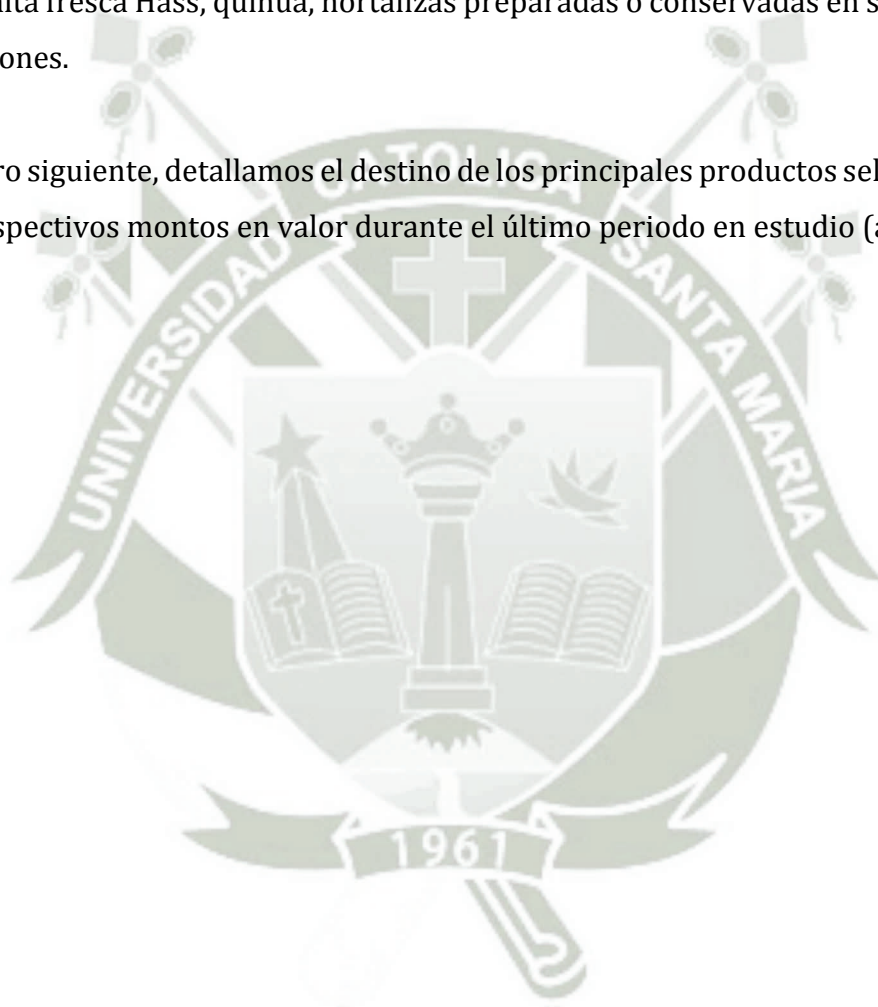 lta fresca Hass, quinua, hortalizas preparadas o conservadas en s
ones.
ro siguiente, detallamos el destino de los principales productos sel
spectivos montos en valor durante el último periodo en estudio (a
UNIVERSIDAD CATOLICA SANTA MARIA
1961